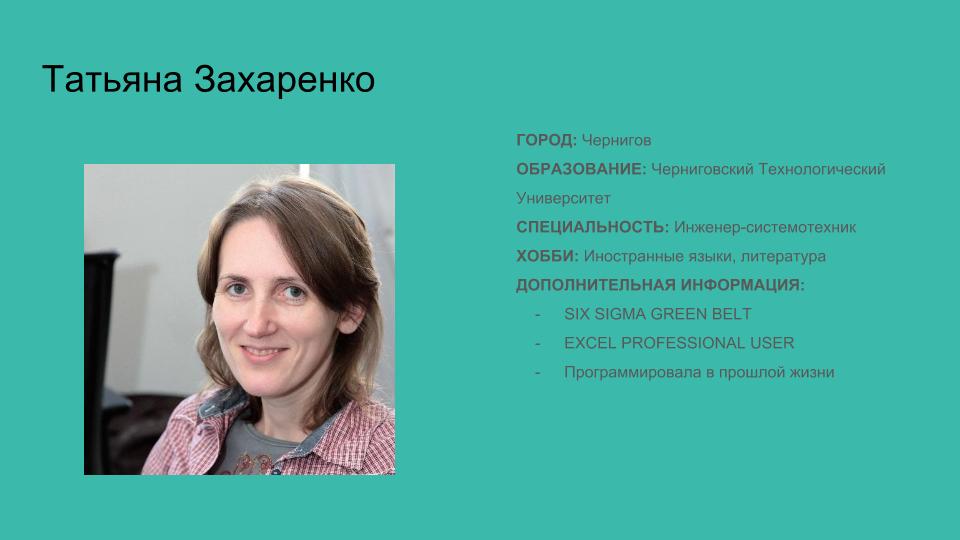 Татьяна Захаренко
ГОРОД: Чернигов
ОБРАЗОВАНИЕ: Черниговский Технологический
Университет
СПЕЦИАЛЬНОСТЬ: Инженер-системотехник
ХОББИ: Иностранные языки, литература
ДОПОЛНИТЕЛЬНАЯ ИНФОРМАЦИЯ:
- SIX SIGMA GREEN BELT
- EXCEL PROFESSIONAL USER
- Программировала в прошлой жизни